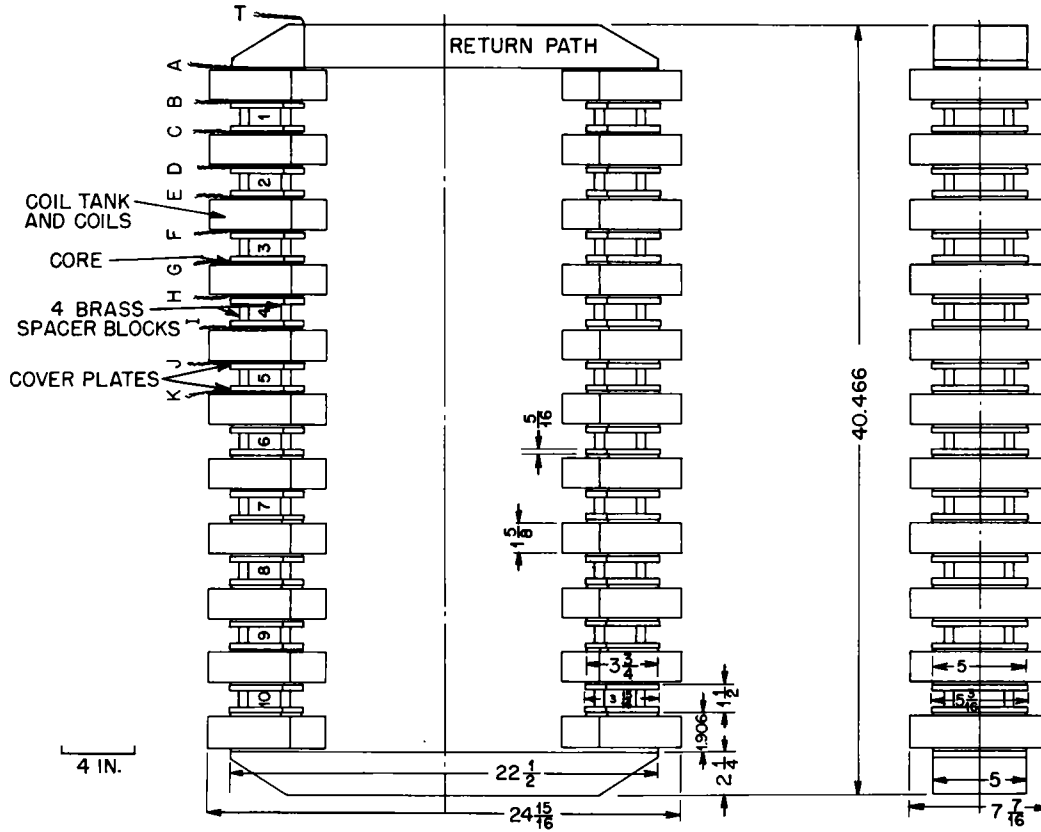 T
RETURN PATH
A
B
1
C
D
2
E
COIL TANK
AND COILS
F
3
CORE
G
H
4
4 BRASS
SPACER BLOCKS
I
J
COVER PLATES
5
K
40.466
5/16
6
7
1 5/8
8
9
3 3/4
5
10
1 1/2
5 3/16
1.906
4 IN.
22 1/2
2 1/4
5
24 15/16
7 7/16